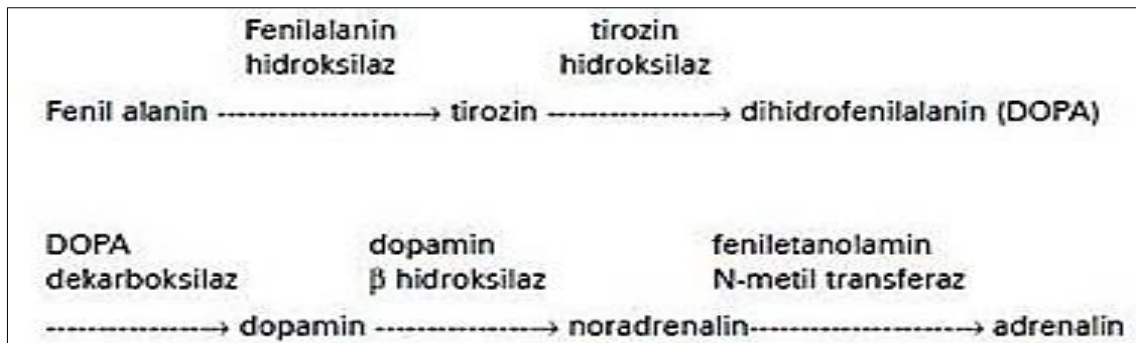 Fenilalanin tirozin
hidroksilaz hidroksilaz
Fenil alanin ----------------------→ tirozin ------------------→ dihidrofenilalanin (DOPA)
DOPA dopamin feniletanolamin
dekarboksilaz β hidroksilaz N-metil transferaz
------------------→ dopamin ------------------→ noradrenalin----------------------→ adrenalin